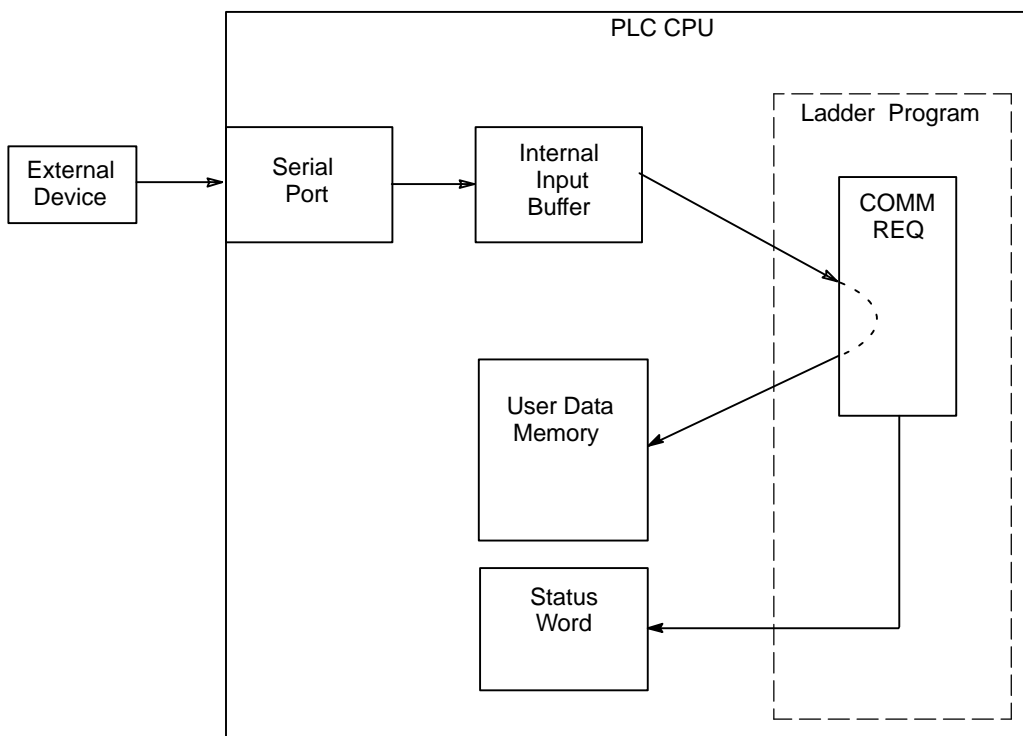 PLC CPU
Ladder Program
External
Device
Serial
Port
Internal
Input
Buffer
COMM
REQ
User Data
Memory
Status
Word